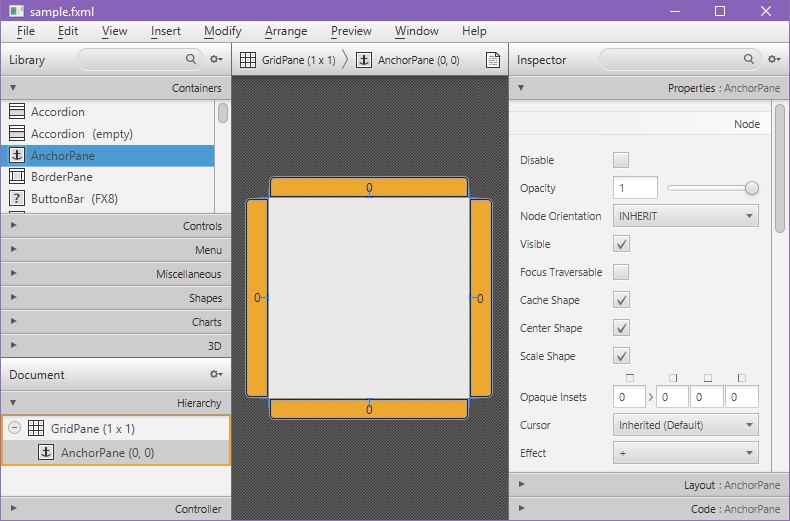 sample.fxml
File Edit View Insert Modify Arrange Preview Window Help
Library
GridPane (1 x 1) AnchorPane (0, 0)
Inspector
Containers
Accordion
Accordion (empty)
AnchorPane
BorderPane
ButtonBar (FX8)
Controls
Menu
Miscellaneous
Shapes
Charts
3D
Document
Hierarchy
GridPane (1 x 1)
AnchorPane (0, 0)
Controller
0
0
0
0
Properties : AnchorPane
Node
Disable
Opacity 1
Node Orientation INHERIT
Visible
Focus Traversable
Cache Shape
Center Shape
Scale Shape
Opaque Insets 0 0 0 0
Cursor Inherited (Default)
Effect +
Layout : AnchorPane
Code : AnchorPane